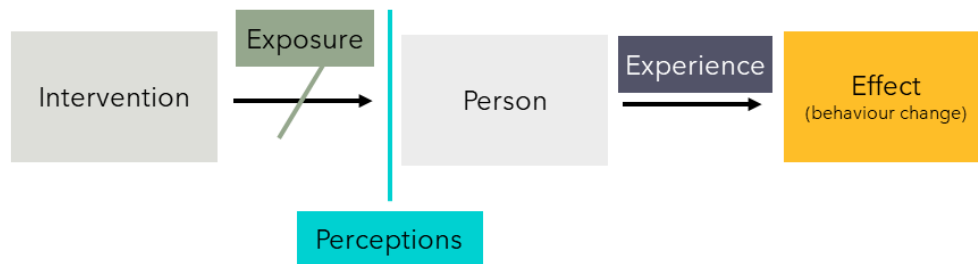 Exposure
Intervention
Person
Experience
Effect
(behaviour change)
Perceptions